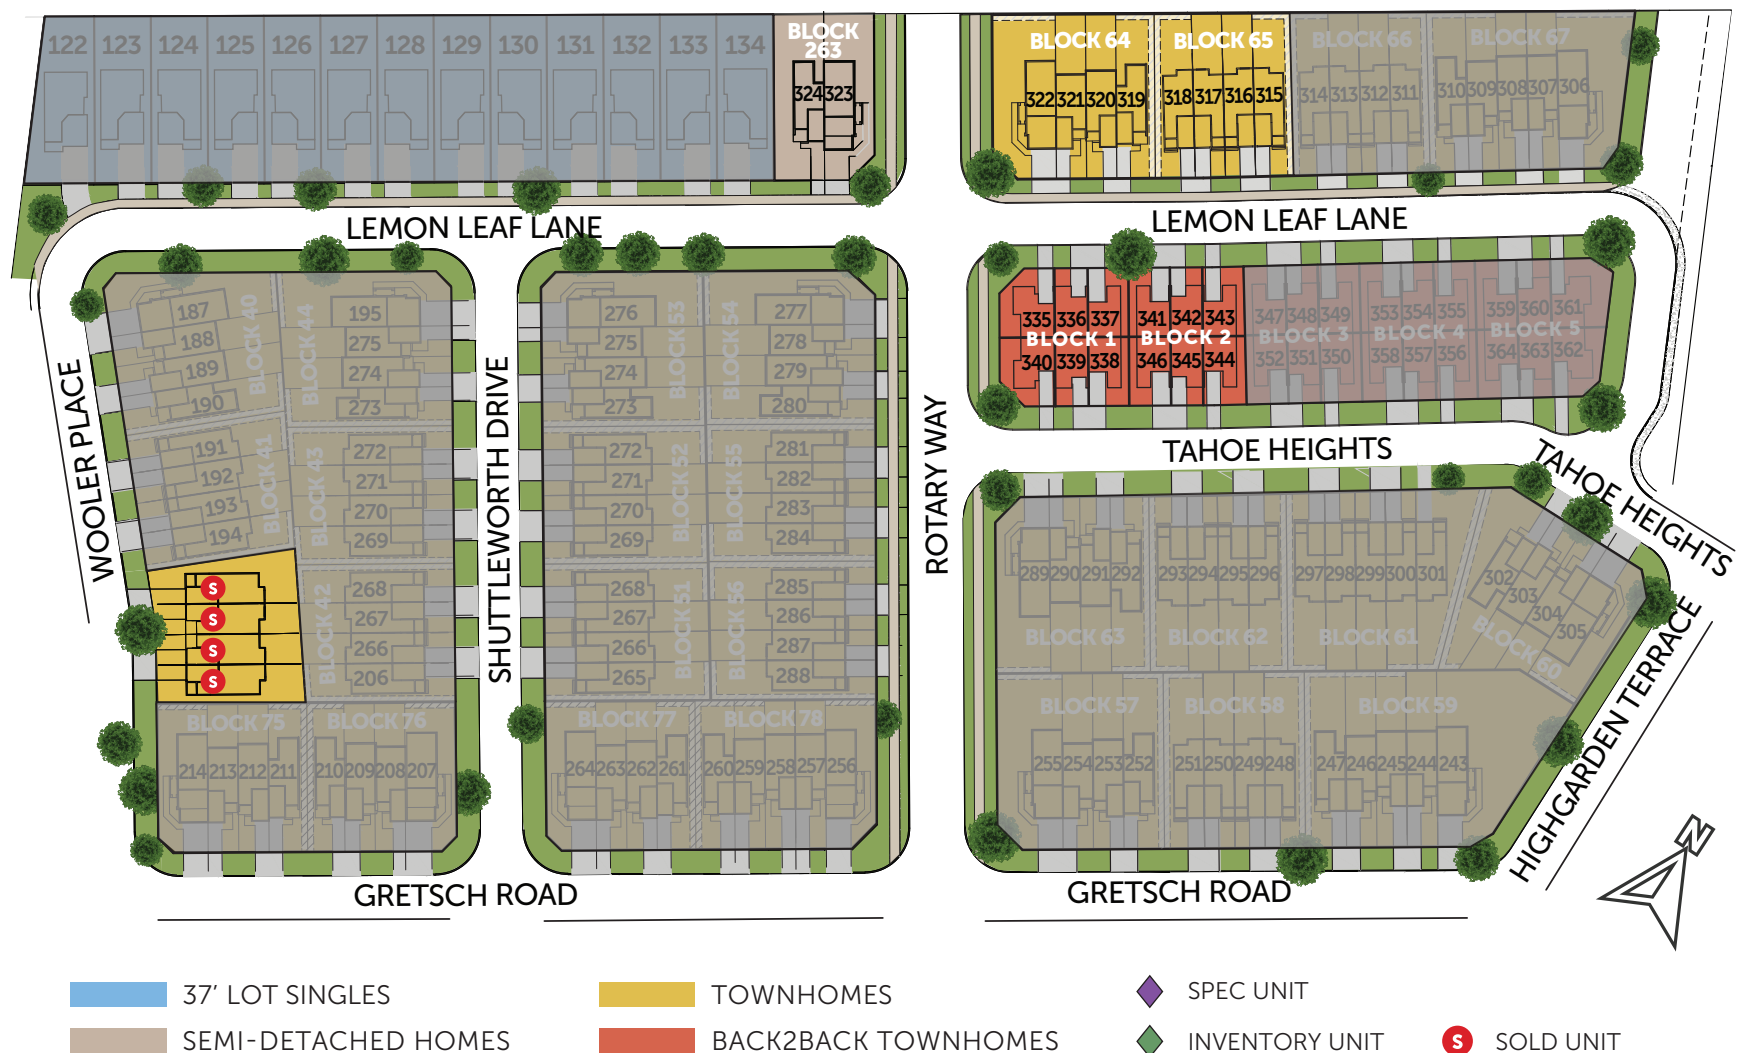 122 123 124 125 126 127 128 129 130 131 132 133 134
BLOCK
263
324 323
BLOCK 64
322 321 320 319
BLOCK 65
318 317 316 315
BLOCK 66
314 313 312 311
BLOCK 67
310 309 308 307 306
LEMON LEAF LANE
LEMON LEAF LANE
WOOLER PLACE
187
188
189
190
BLOCK 40
BLOCK 44
195
275
274
273
191
192
193
194
BLOCK 41
BLOCK 43
272
271
270
269
S
S
S
S
BLOCK 42
268
267
266
206
BLOCK 75
214 213 212 211
BLOCK 76
210 209 208 207
SHUTTLEWORTH DRIVE
276
275
274
273
BLOCK 53
BLOCK 54
277
278
279
280
272
271
270
269
BLOCK 52
BLOCK 55
281
282
283
284
268
267
266
265
BLOCK 51
BLOCK 56
285
286
287
288
BLOCK 77
264 263 262 261
BLOCK 78
260 259 258 257 256
ROTARY WAY
335 336 337
BLOCK 1
340 339 338
341 342 343
BLOCK 2
346 345 344
347 348 349
BLOCK 3
352 351 350
353 354 355
BLOCK 4
358 357 356
359 360 361
BLOCK 5
364 363 362
TAHOE HEIGHTS
TAHOE HEIGHTS
289 290 291 292
BLOCK 63
293 294 295 296
BLOCK 62
297 298 299 300 301
BLOCK 61
302
303
304
305
BLOCK 60
BLOCK 57
255 254 253 252
BLOCK 58
251 250 249 248
BLOCK 59
247 246 245 244 243
HIGHGARDEN TERRACE
GRETSCH ROAD
GRETSCH ROAD
N
37' LOT SINGLES
SEMI-DETACHED HOMES
TOWNHOMES
BACK2BACK TOWNHOMES
SPEC UNIT
INVENTORY UNIT
S SOLD UNIT